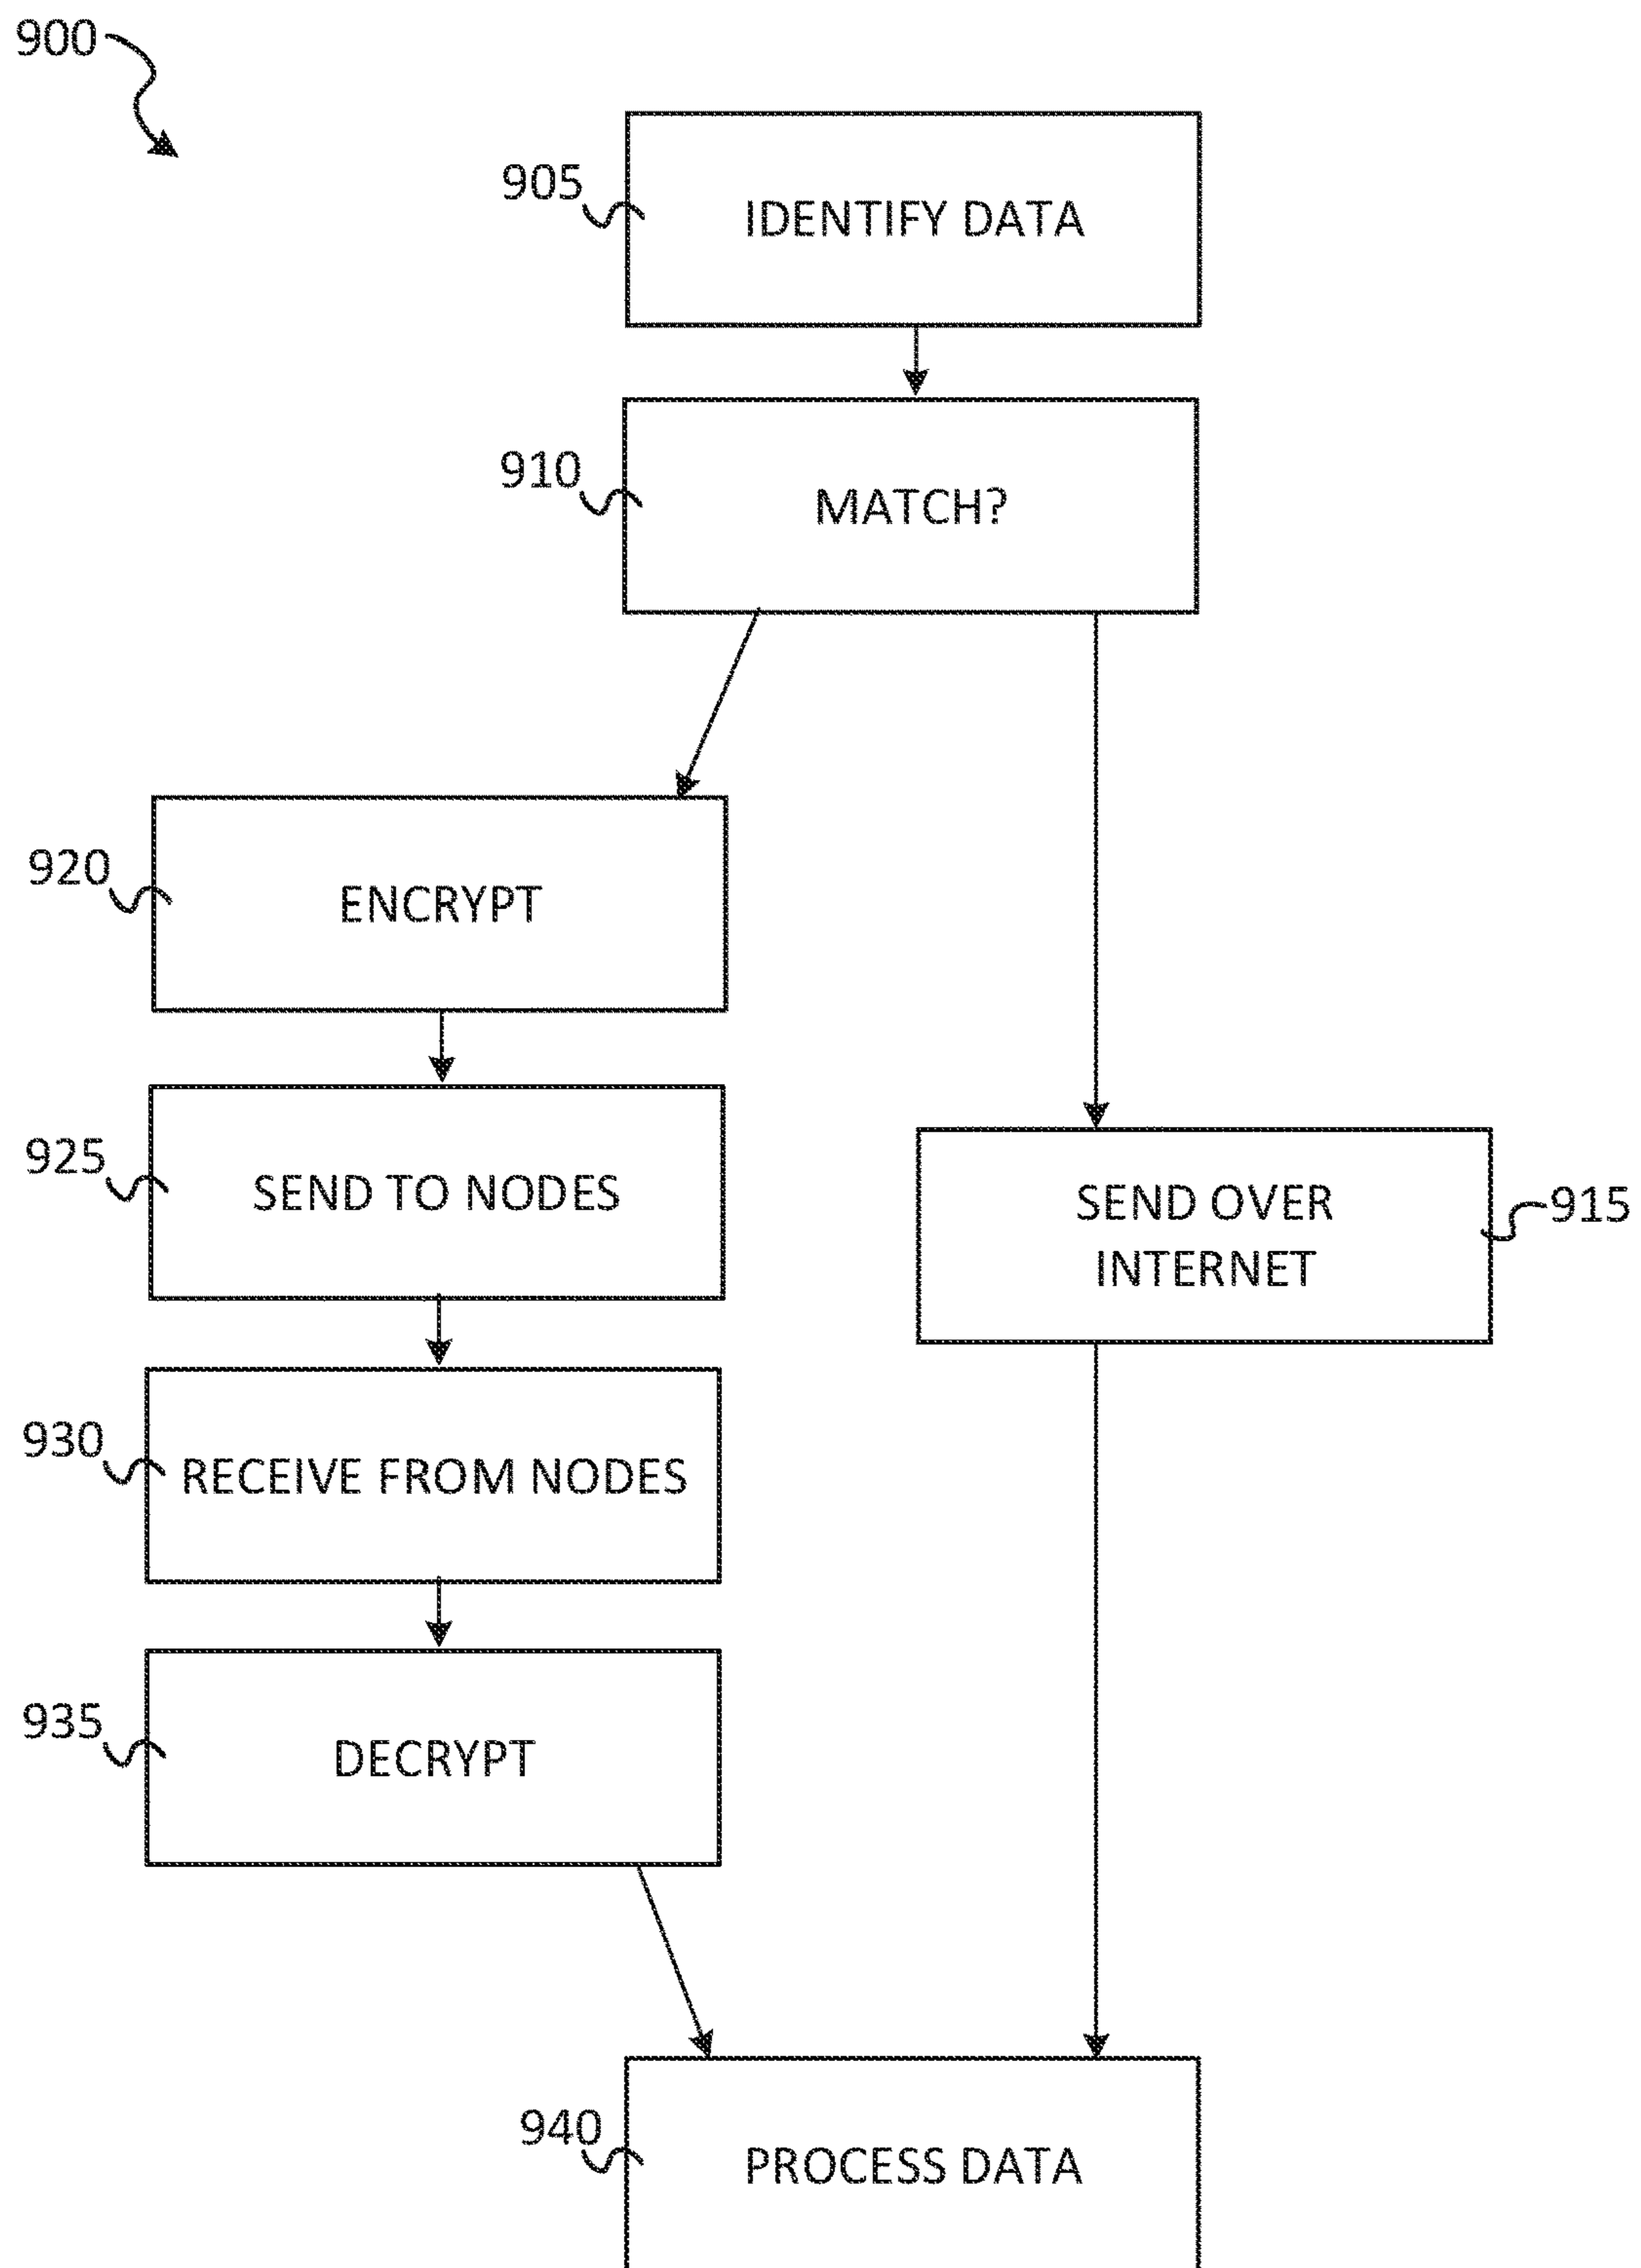 900
905
IDENTIFY DATA
910
MATCH?
920
ENCRYPT
925
SEND TO NODES
SEND OVER
INTERNET
915
930
RECEIVE FROM NODES
935
DECRYPT
940
PROCESS DATA